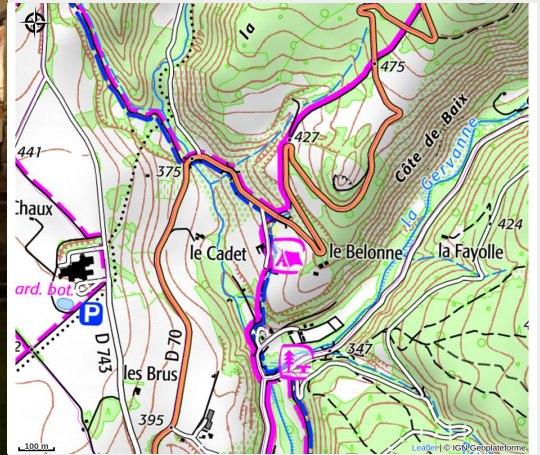 la
475
427
441
375
Côte de Baix
la Gervanne
Chaux
424
le Cadet
le Belonne
la Fayolle
ard. bot.
P
D 743
D 70
347
les Brus
395
100 m
Leaflet | © IGN Geoplateforme